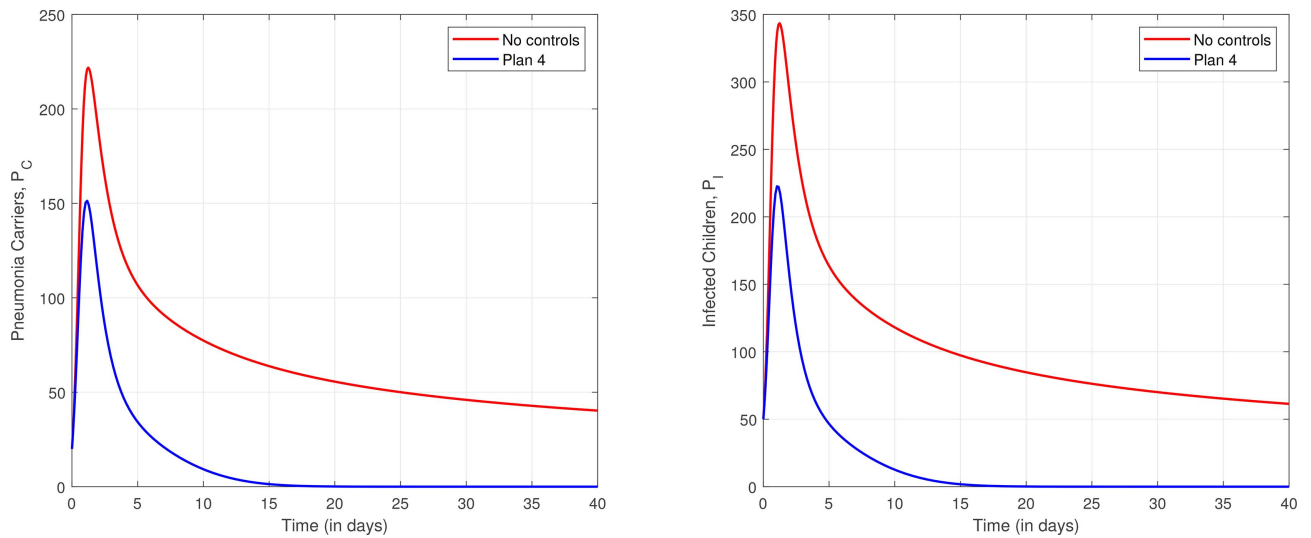 250
200
150
100
50
0
0 5 10 15 20 25 30 35 40
Pneumonia Carriers, P_C
Time (in days)
No controls
Plan 4
350
300
250
200
150
100
50
0
0 5 10 15 20 25 30 35 40
Infected Children, P_I
Time (in days)
No controls
Plan 4